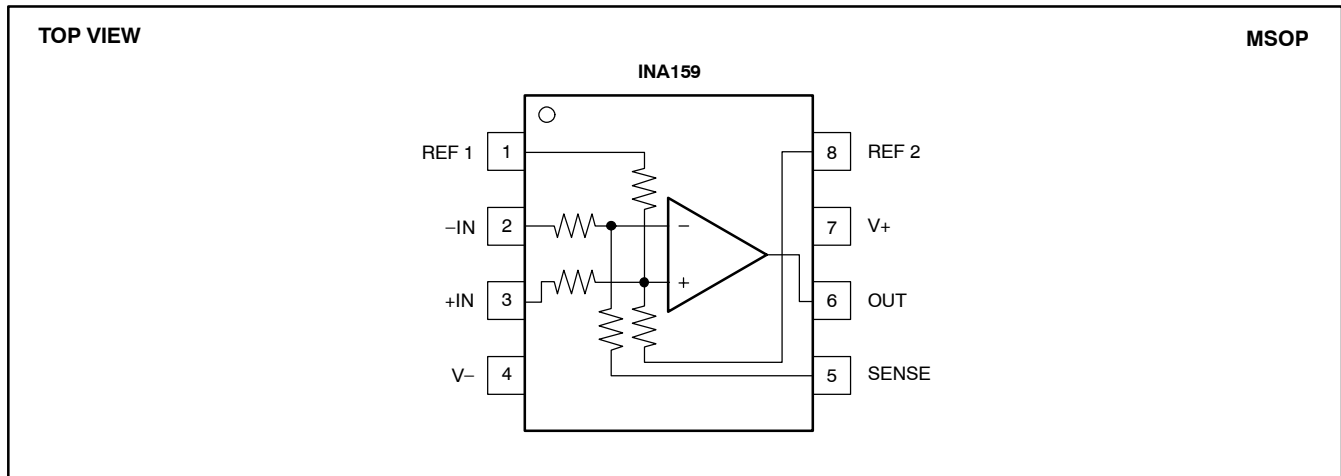 TOP VIEW
MSOP
INA159
REF 1 1
8 REF 2
−IN 2
−
7 V+
+IN 3
+
6 OUT
V− 4
5 SENSE